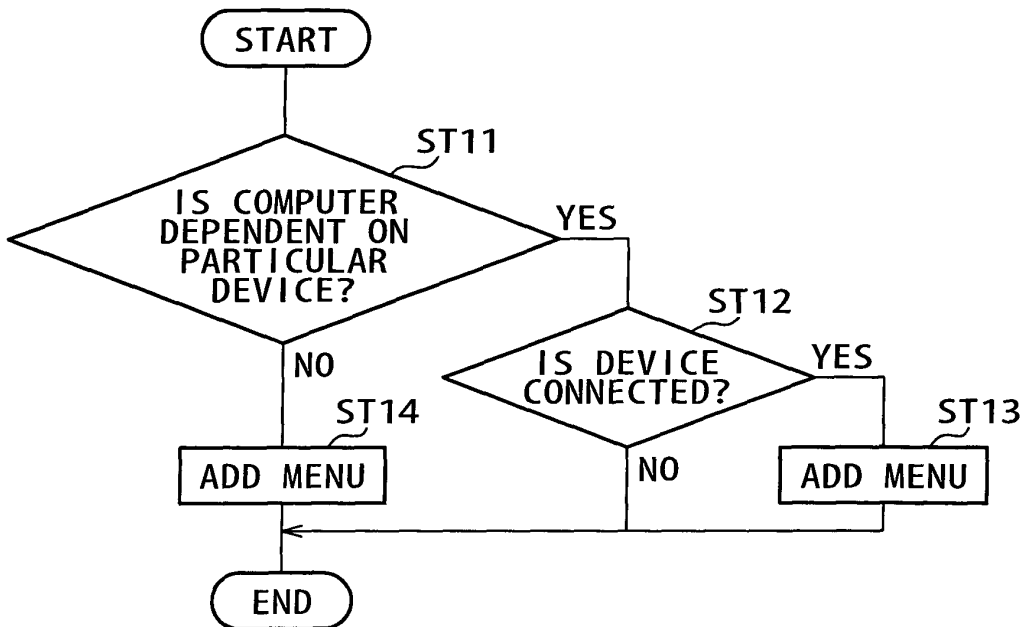 START
ST11
IS COMPUTER
DEPENDENT ON
PARTICULAR
DEVICE?
YES
NO
ST12
IS DEVICE
CONNECTED?
YES
NO
ST14
ADD MENU
ST13
ADD MENU
END